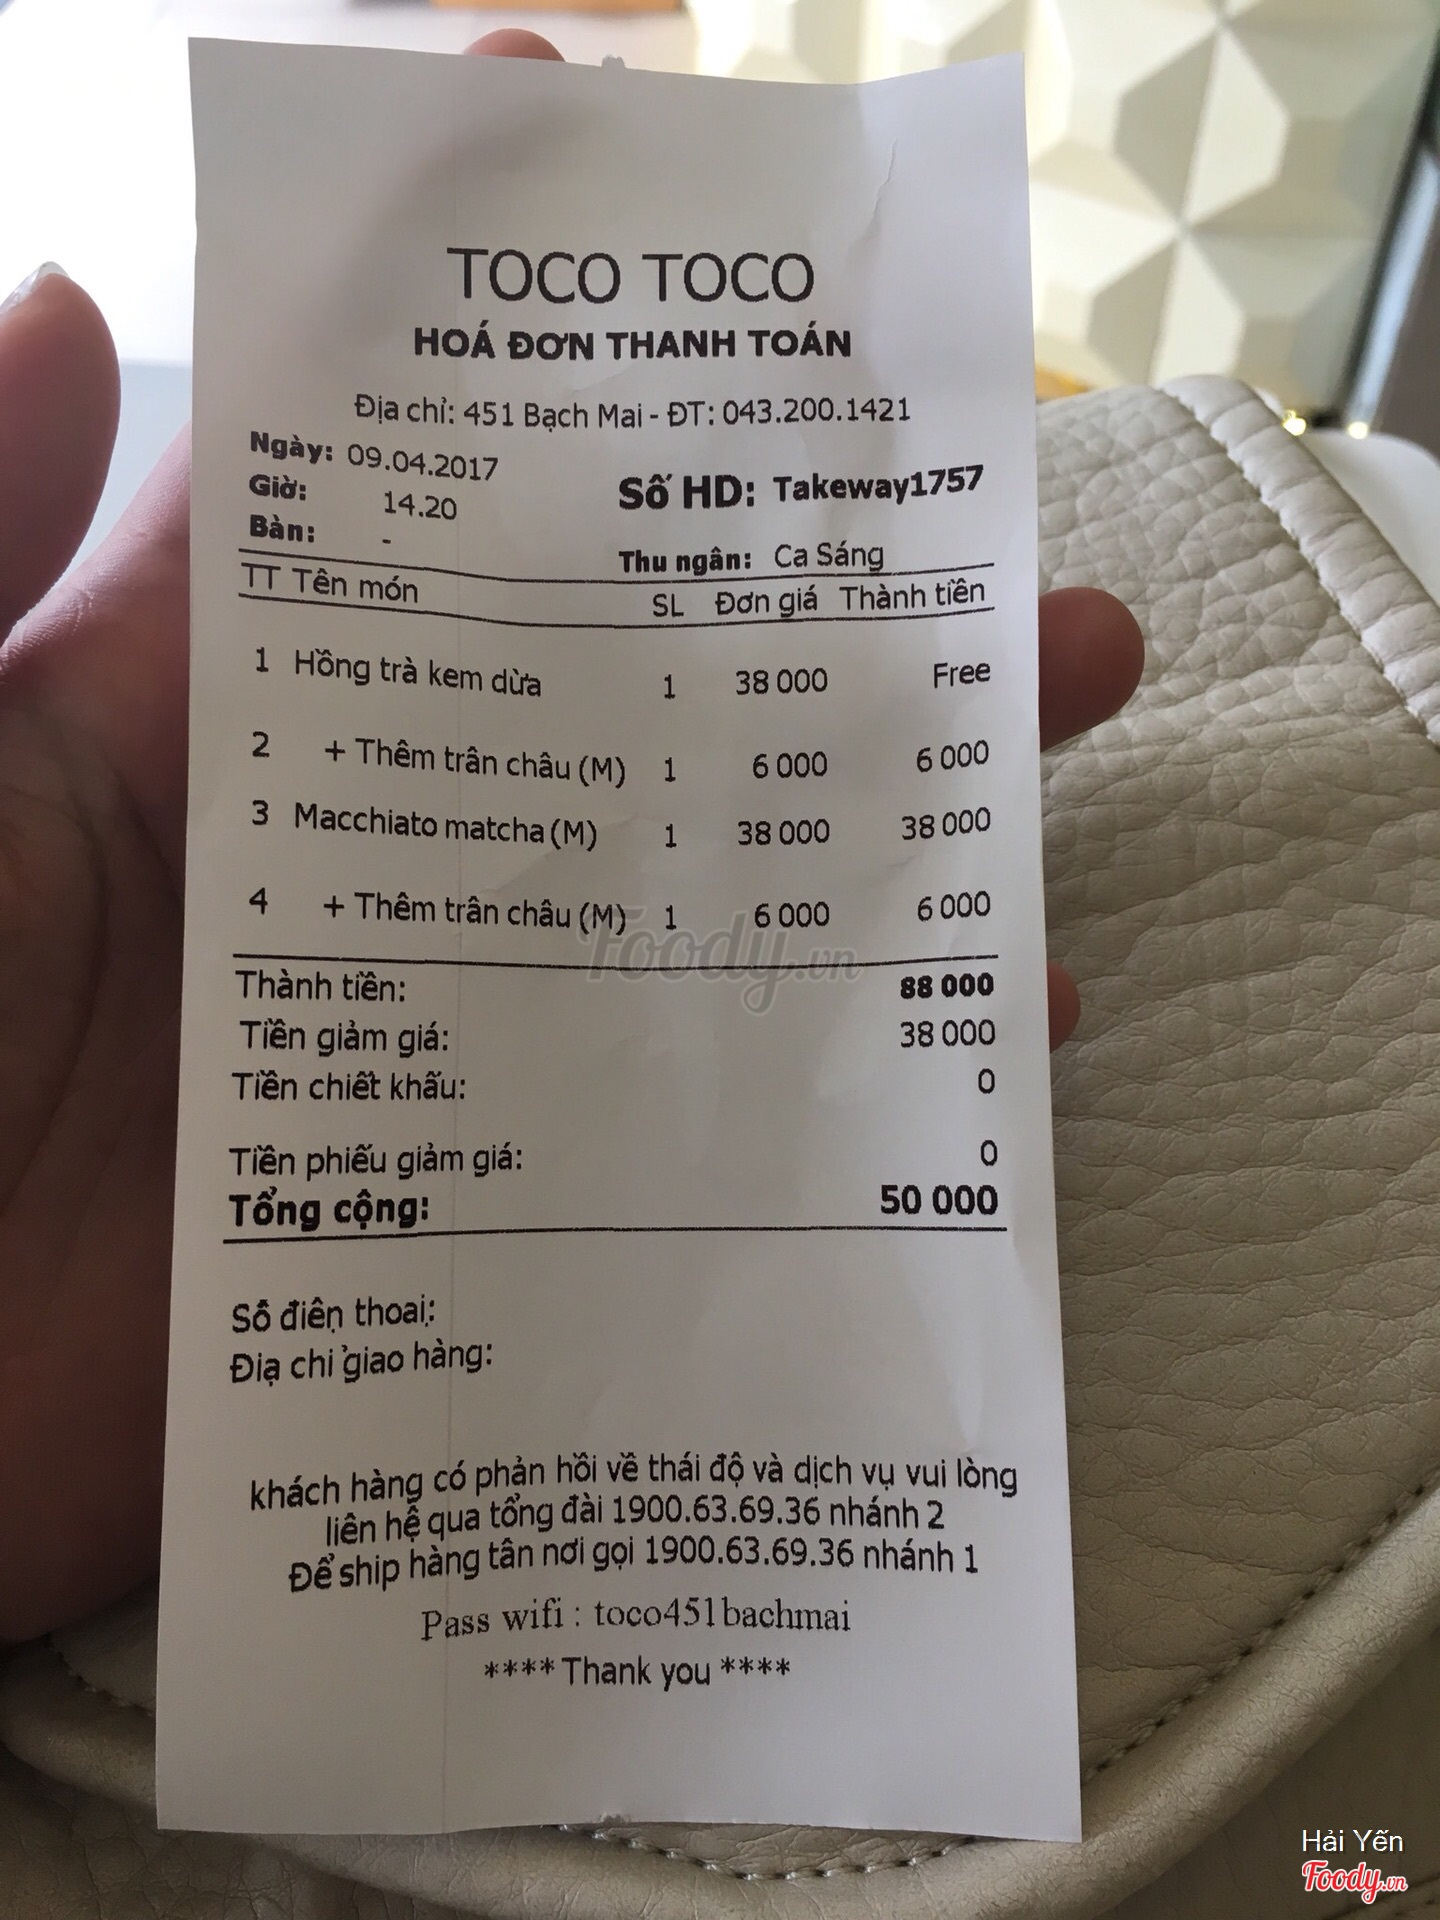 TOCO TOCO
HOÁ ĐƠN THANH TOÁN
Địa chỉ: 451 Bạch Mai - ĐT: 043.200.1421
Ngày: 09.04.2017
Giờ: 14.20
Số HD: Takeway1757
Bàn: -
Thu ngân: Ca Sáng
TT Tên món SL Đơn giá Thành tiền
1 Hồng trà kem dừa 1 38 000 Free
2 + Thêm trân châu (M) 1 6 000 6 000
3 Macchiato matcha (M) 1 38 000 38 000
4 + Thêm trân châu (M) 1 6 000 6 000
Foody.vn
Thành tiền: 88 000
Tiền giảm giá: 38 000
Tiền chiết khấu: 0
Tiền phiếu giảm giá: 0
Tổng cộng: 50 000
Số điện thoại:
Địa chỉ giao hàng:
khách hàng có phản hồi về thái độ và dịch vụ vui lòng
liên hệ qua tổng đài 1900.63.69.36 nhánh 2
Để ship hàng tân nơi gọi 1900.63.69.36 nhánh 1
Pass wifi : toco451bachmai
**** Thank you ****
Hải Yến
Foody.vn